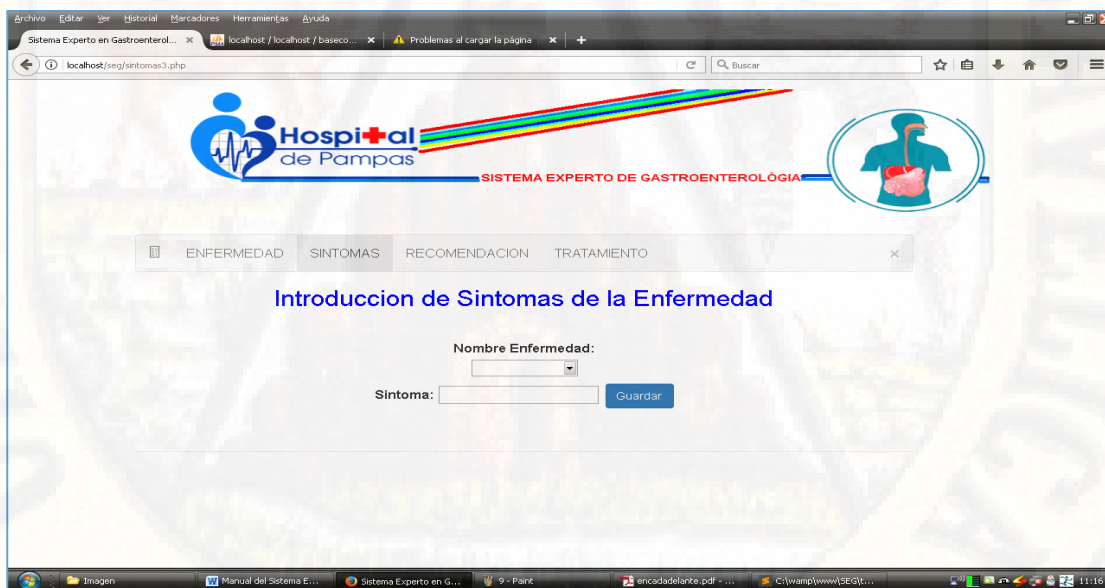 Archivo Editar Ver Historial Marcadores Herramientas Ayuda
Sistema Experto en Gastroenterol... × localhost / localhost / baseco... × Problemas al cargar la página × +
localhost/seg/sintomas3.php Buscar
Hospital
de Pampas
SISTEMA EXPERTO DE GASTROENTEROLÓGIA
ENFERMEDAD SINTOMAS RECOMENDACION TRATAMIENTO ×
Introduccion de Sintomas de la Enfermedad
Nombre Enfermedad:
Sintoma: Guardar
Imagen Manual del Sistema E... Sistema Experto en G... 9 - Paint encadadelante.pdf - ... C:\wamp\www\SEG\t... 11:16